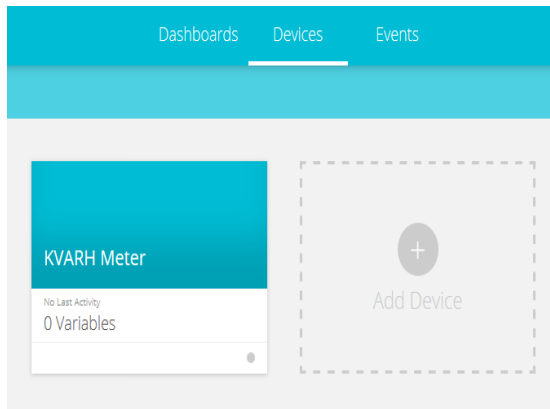 Dashboards Devices Events
KVARH Meter
No Last Activity
0 Variables
+
Add Device